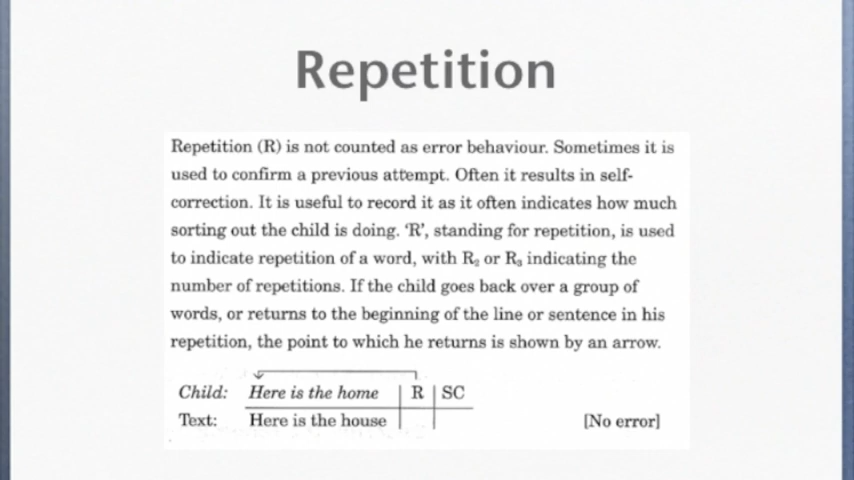 Repetition
Repetition (R) is not counted as error behaviour. Sometimes it is
used to confirm a previous attempt. Often it results in self-
correction. It is useful to record it as it often indicates how much
sorting out the child is doing. ‘R’, standing for repetition, is used
to indicate repetition of a word, with R₂ or R₃ indicating the
number of repetitions. If the child goes back over a group of
words, or returns to the beginning of the line or sentence in his
repetition, the point to which he returns is shown by an arrow.
Child: Here is the home | R | SC
Text: Here is the house [No error]